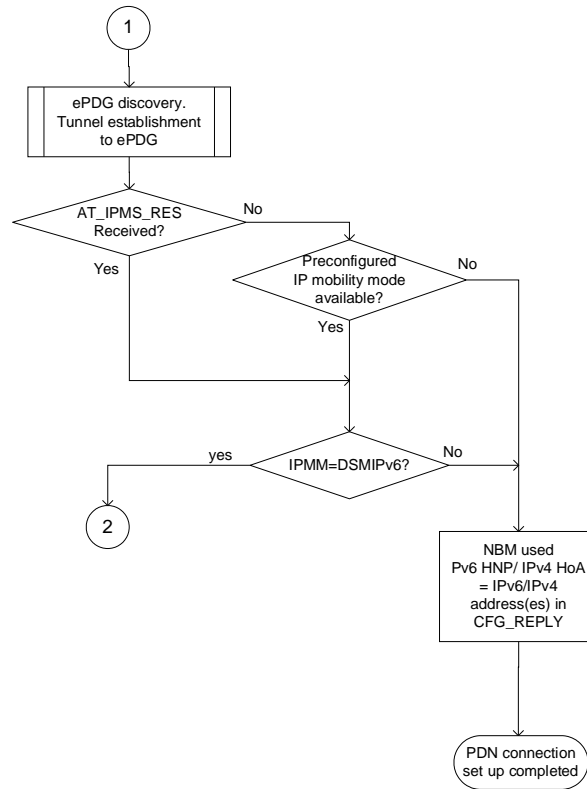 1
ePDG discovery.
Tunnel establishment
to ePDG
AT_IPMS_RES
Received?
No
Yes
Preconfigured
IP mobility mode
available?
No
Yes
IPMM=DSMIPv6?
yes
No
2
NBM used
Pv6 HNP/ IPv4 HoA
= IPv6/IPv4
address(es) in
CFG_REPLY
PDN connection
set up completed